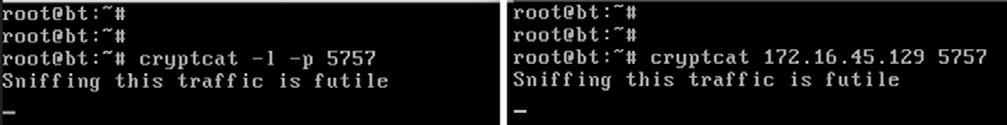 root@bt:~#
root@bt:~#
root@bt:~# cryptcat -l -p 5757
Sniffing this traffic is futile
root@bt:~#
root@bt:~#
root@bt:~# cryptcat 172.16.45.129 5757
Sniffing this traffic is futile